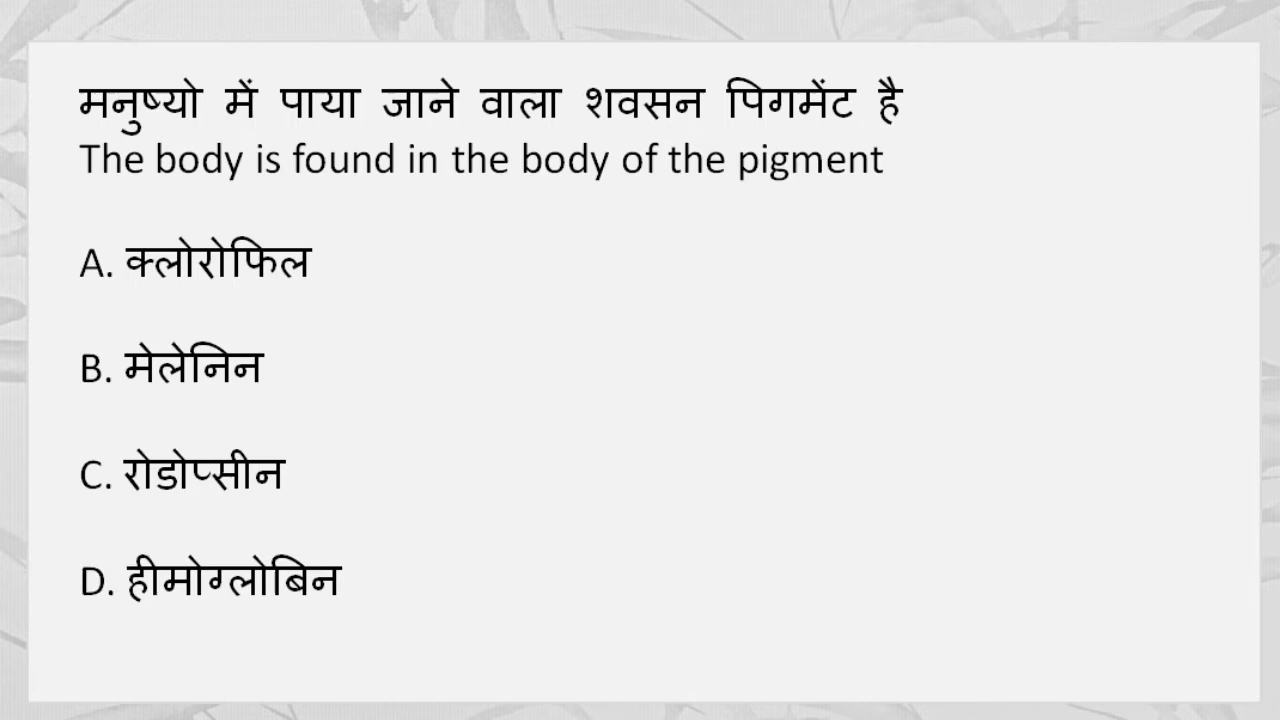 मनुष्यो में पाया जाने वाला शवसन पिगमेंट है
The body is found in the body of the pigment
A. क्लोरोफिल
B. मेलेनिन
C. रोडोप्सीन
D. हीमोग्लोबिन